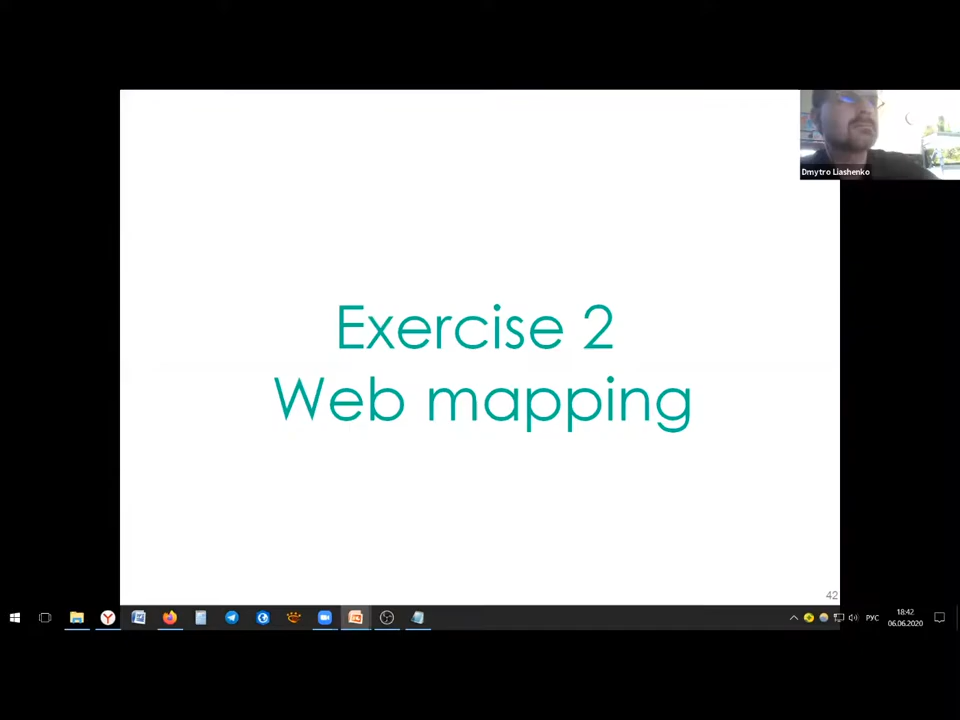 Dmytro Liashenko
Exercise 2
Web mapping
42
РУС
18:42
06.06.2020